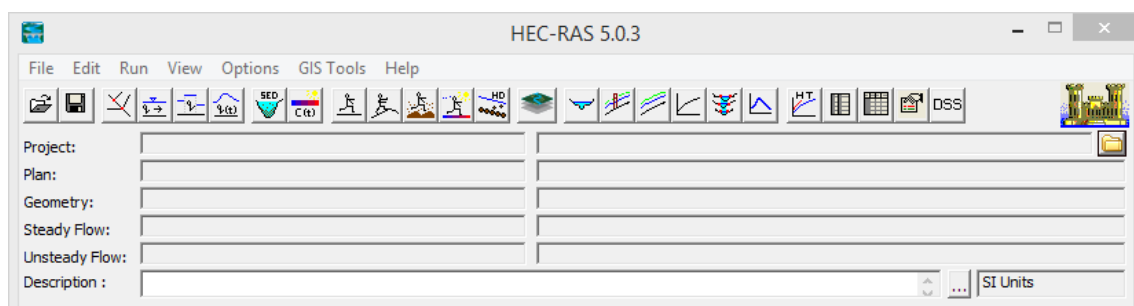 HEC-RAS 5.0.3
File Edit Run View Options GIS Tools Help
SED C(t) HD HT DSS
Project:
Plan:
Geometry:
Steady Flow:
Unsteady Flow:
Description : ... SI Units